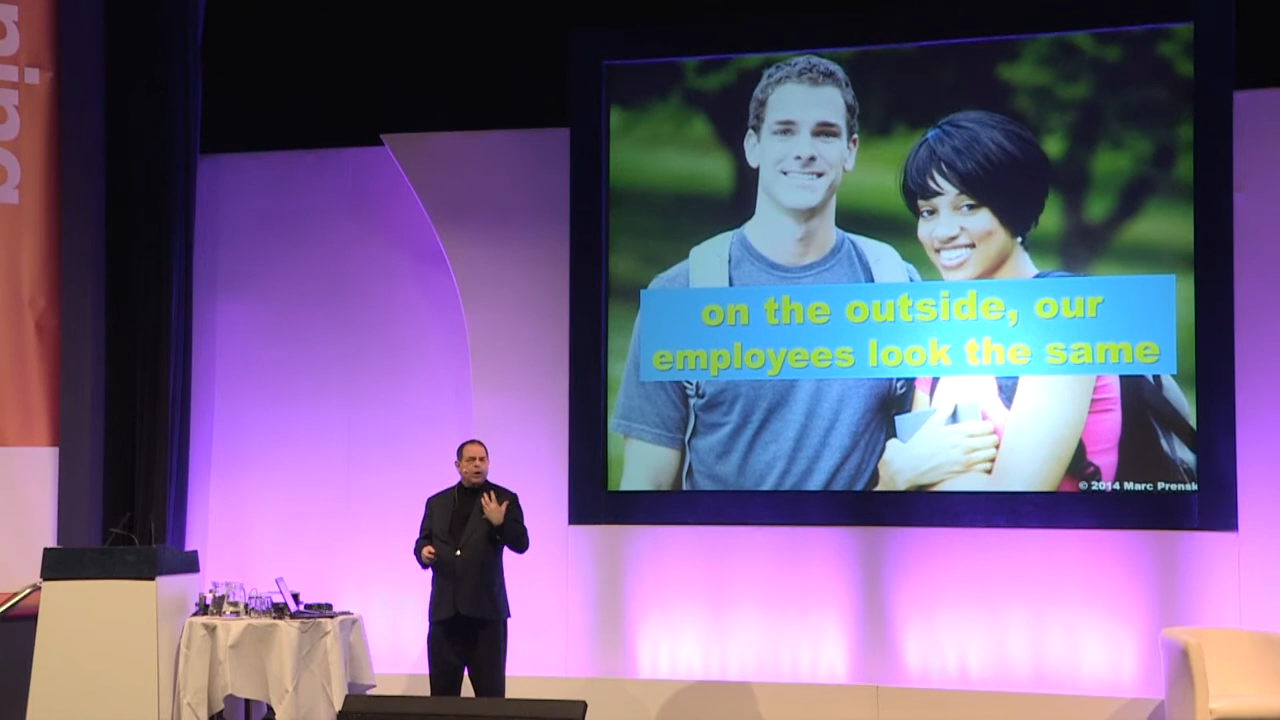 on the outside, our
employees look the same
© 2014 Marc Prensk